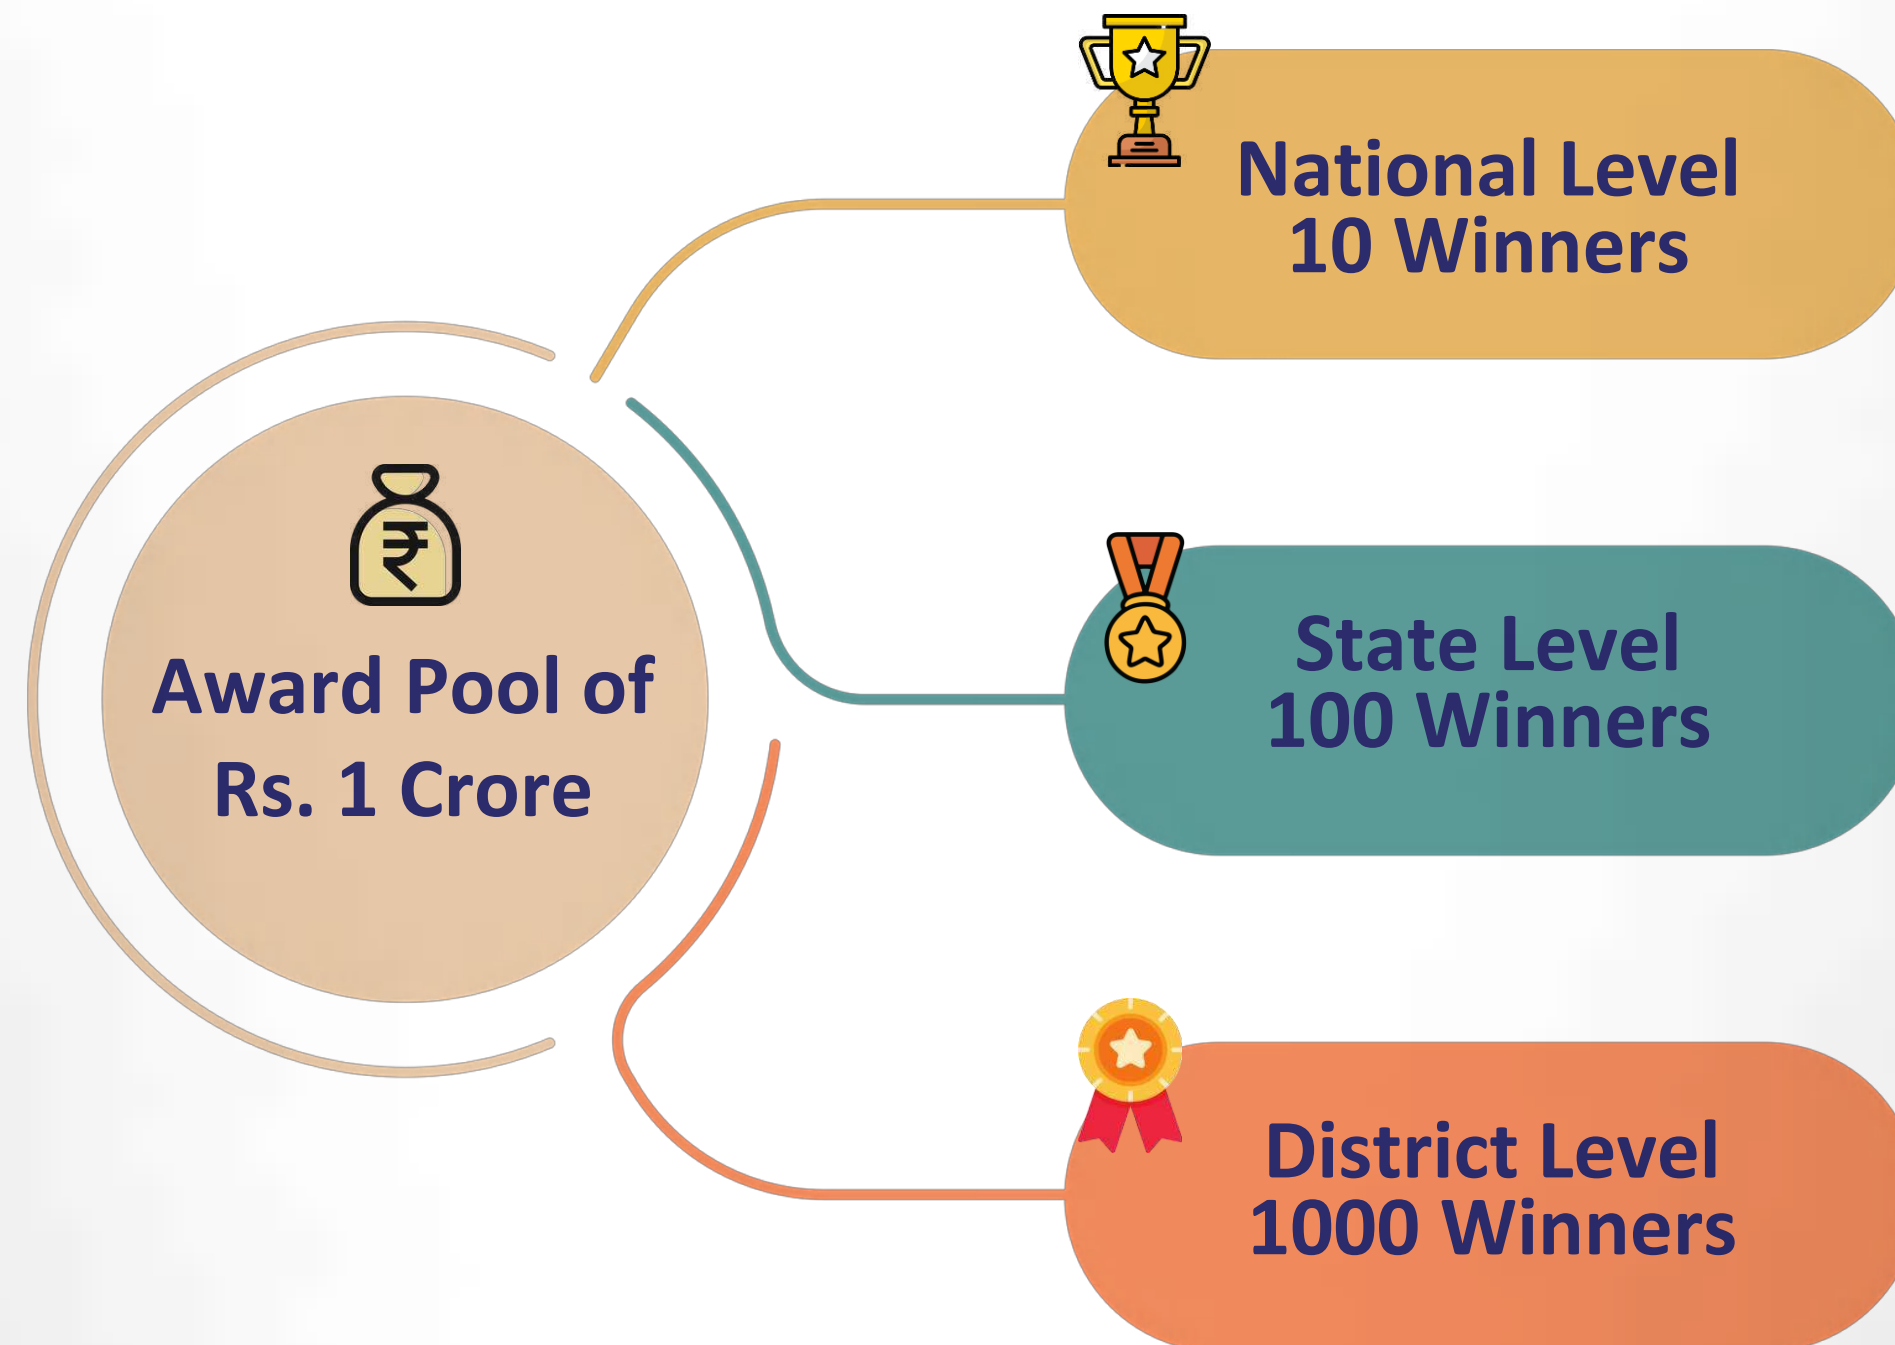 National Level
10 Winners
₹
Award Pool of
Rs. 1 Crore
State Level
100 Winners
District Level
1000 Winners